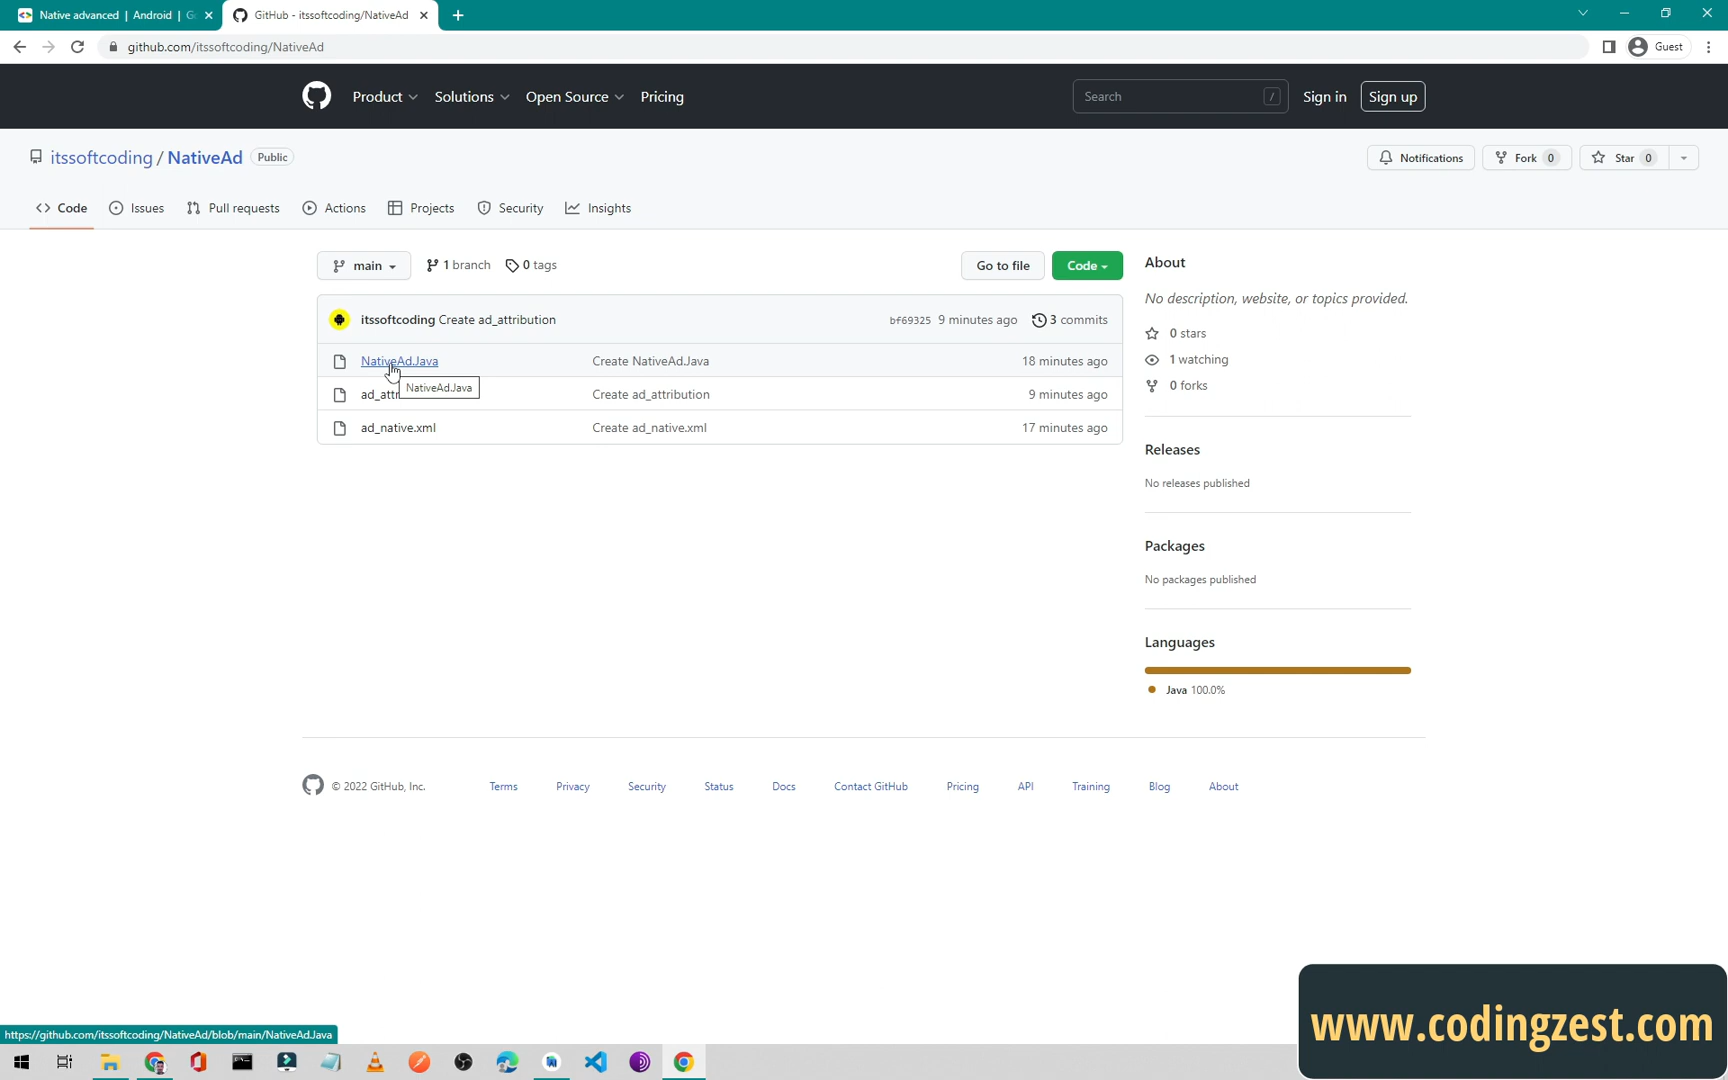 Native advanced | Android | Go
GitHub - itssoftcoding/NativeAd
github.com/itssoftcoding/NativeAd
Guest
Product
Solutions
Open Source
Pricing
Search
/
Sign in
Sign up
itssoftcoding / NativeAd
Public
Notifications
Fork 0
Star 0
Code
Issues
Pull requests
Actions
Projects
Security
Insights
main
1 branch
0 tags
Go to file
Code
About
No description, website, or topics provided.
itssoftcoding Create ad_attribution
bf69325 9 minutes ago
3 commits
0 stars
NativeAd.Java
Create NativeAd.Java
18 minutes ago
1 watching
NativeAd.Java
0 forks
ad_attr
Create ad_attribution
9 minutes ago
ad_native.xml
Create ad_native.xml
17 minutes ago
Releases
No releases published
Packages
No packages published
Languages
Java 100.0%
© 2022 GitHub, Inc.
Terms
Privacy
Security
Status
Docs
Contact GitHub
Pricing
API
Training
Blog
About
www.codingzest.com
https://github.com/itssoftcoding/NativeAd/blob/main/NativeAd.Java